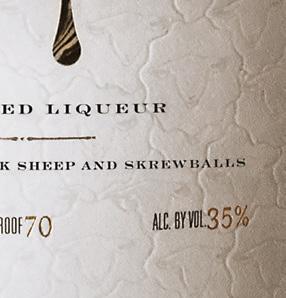 ED LIQUEUR
K SHEEP AND SKREWBALLS
ROOF 70 ALC. BY VOL. 35%